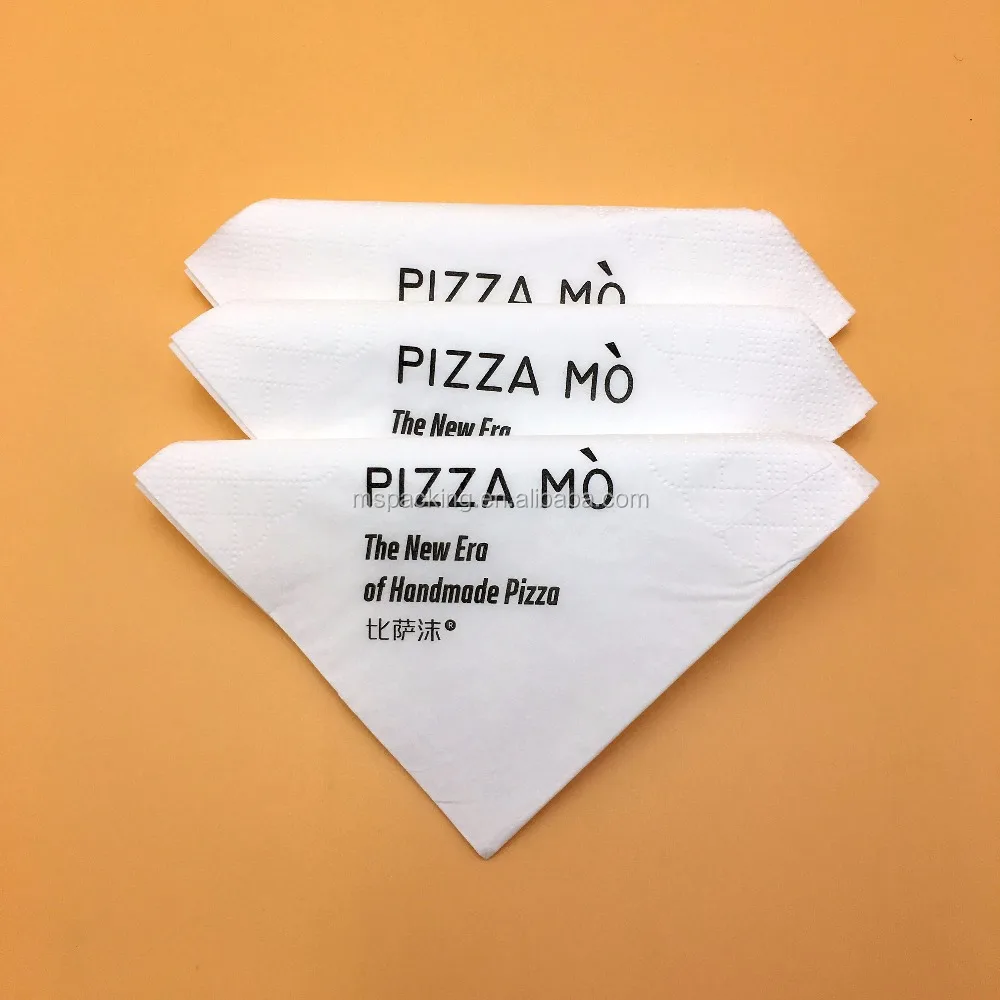 PIZZA MÒ
PIZZA MÒ
The New Era
PIZZA MÒ
mspacking.en.alibaba.com
The New Era
of Handmade Pizza
比萨沫®